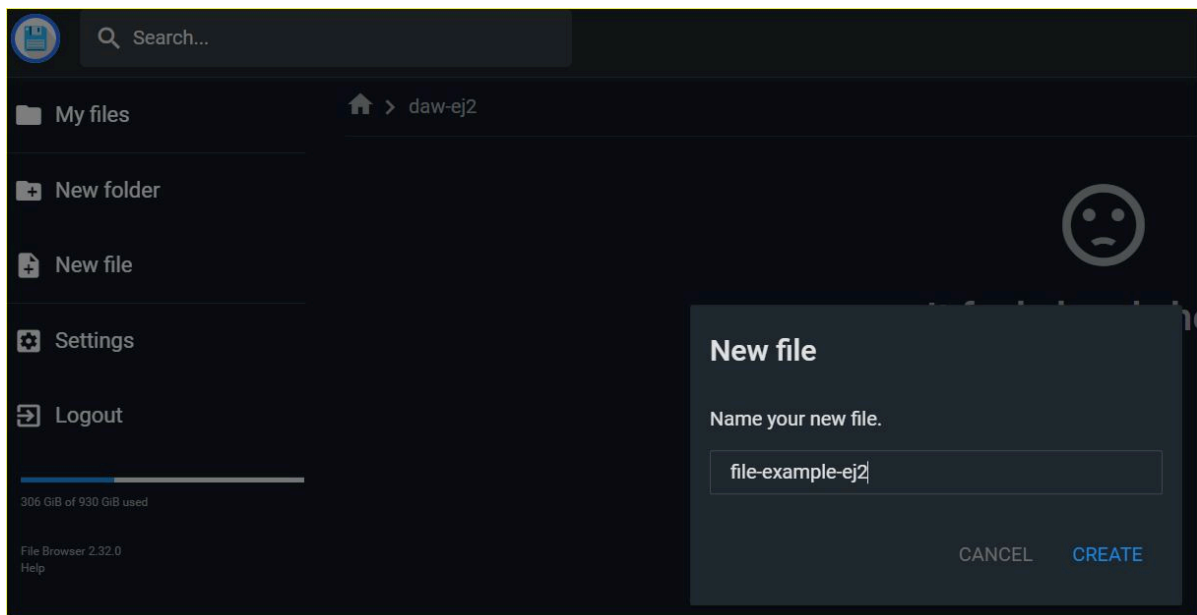 Search...
My files
daw-ej2
New folder
New file
Settings
Logout
306 GiB of 930 GiB used
File Browser 2.32.0
Help
New file
Name your new file.
file-example-ej2
CANCEL CREATE